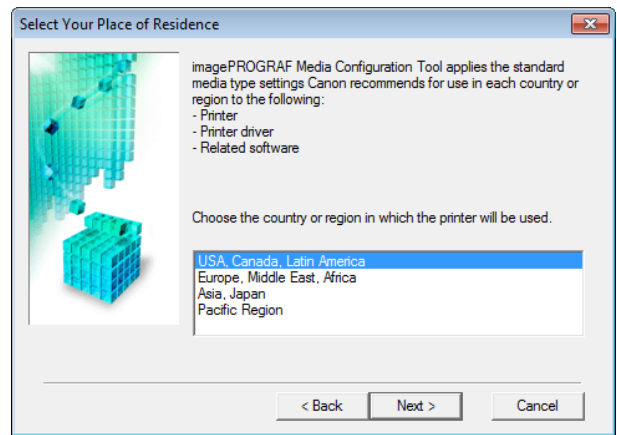 Select Your Place of Residence
imagePROGRAF Media Configuration Tool applies the standard
media type settings Canon recommends for use in each country or
region to the following:
- Printer
- Printer driver
- Related software
Choose the country or region in which the printer will be used.
USA, Canada, Latin America
Europe, Middle East, Africa
Asia, Japan
Pacific Region
< Back
Next >
Cancel